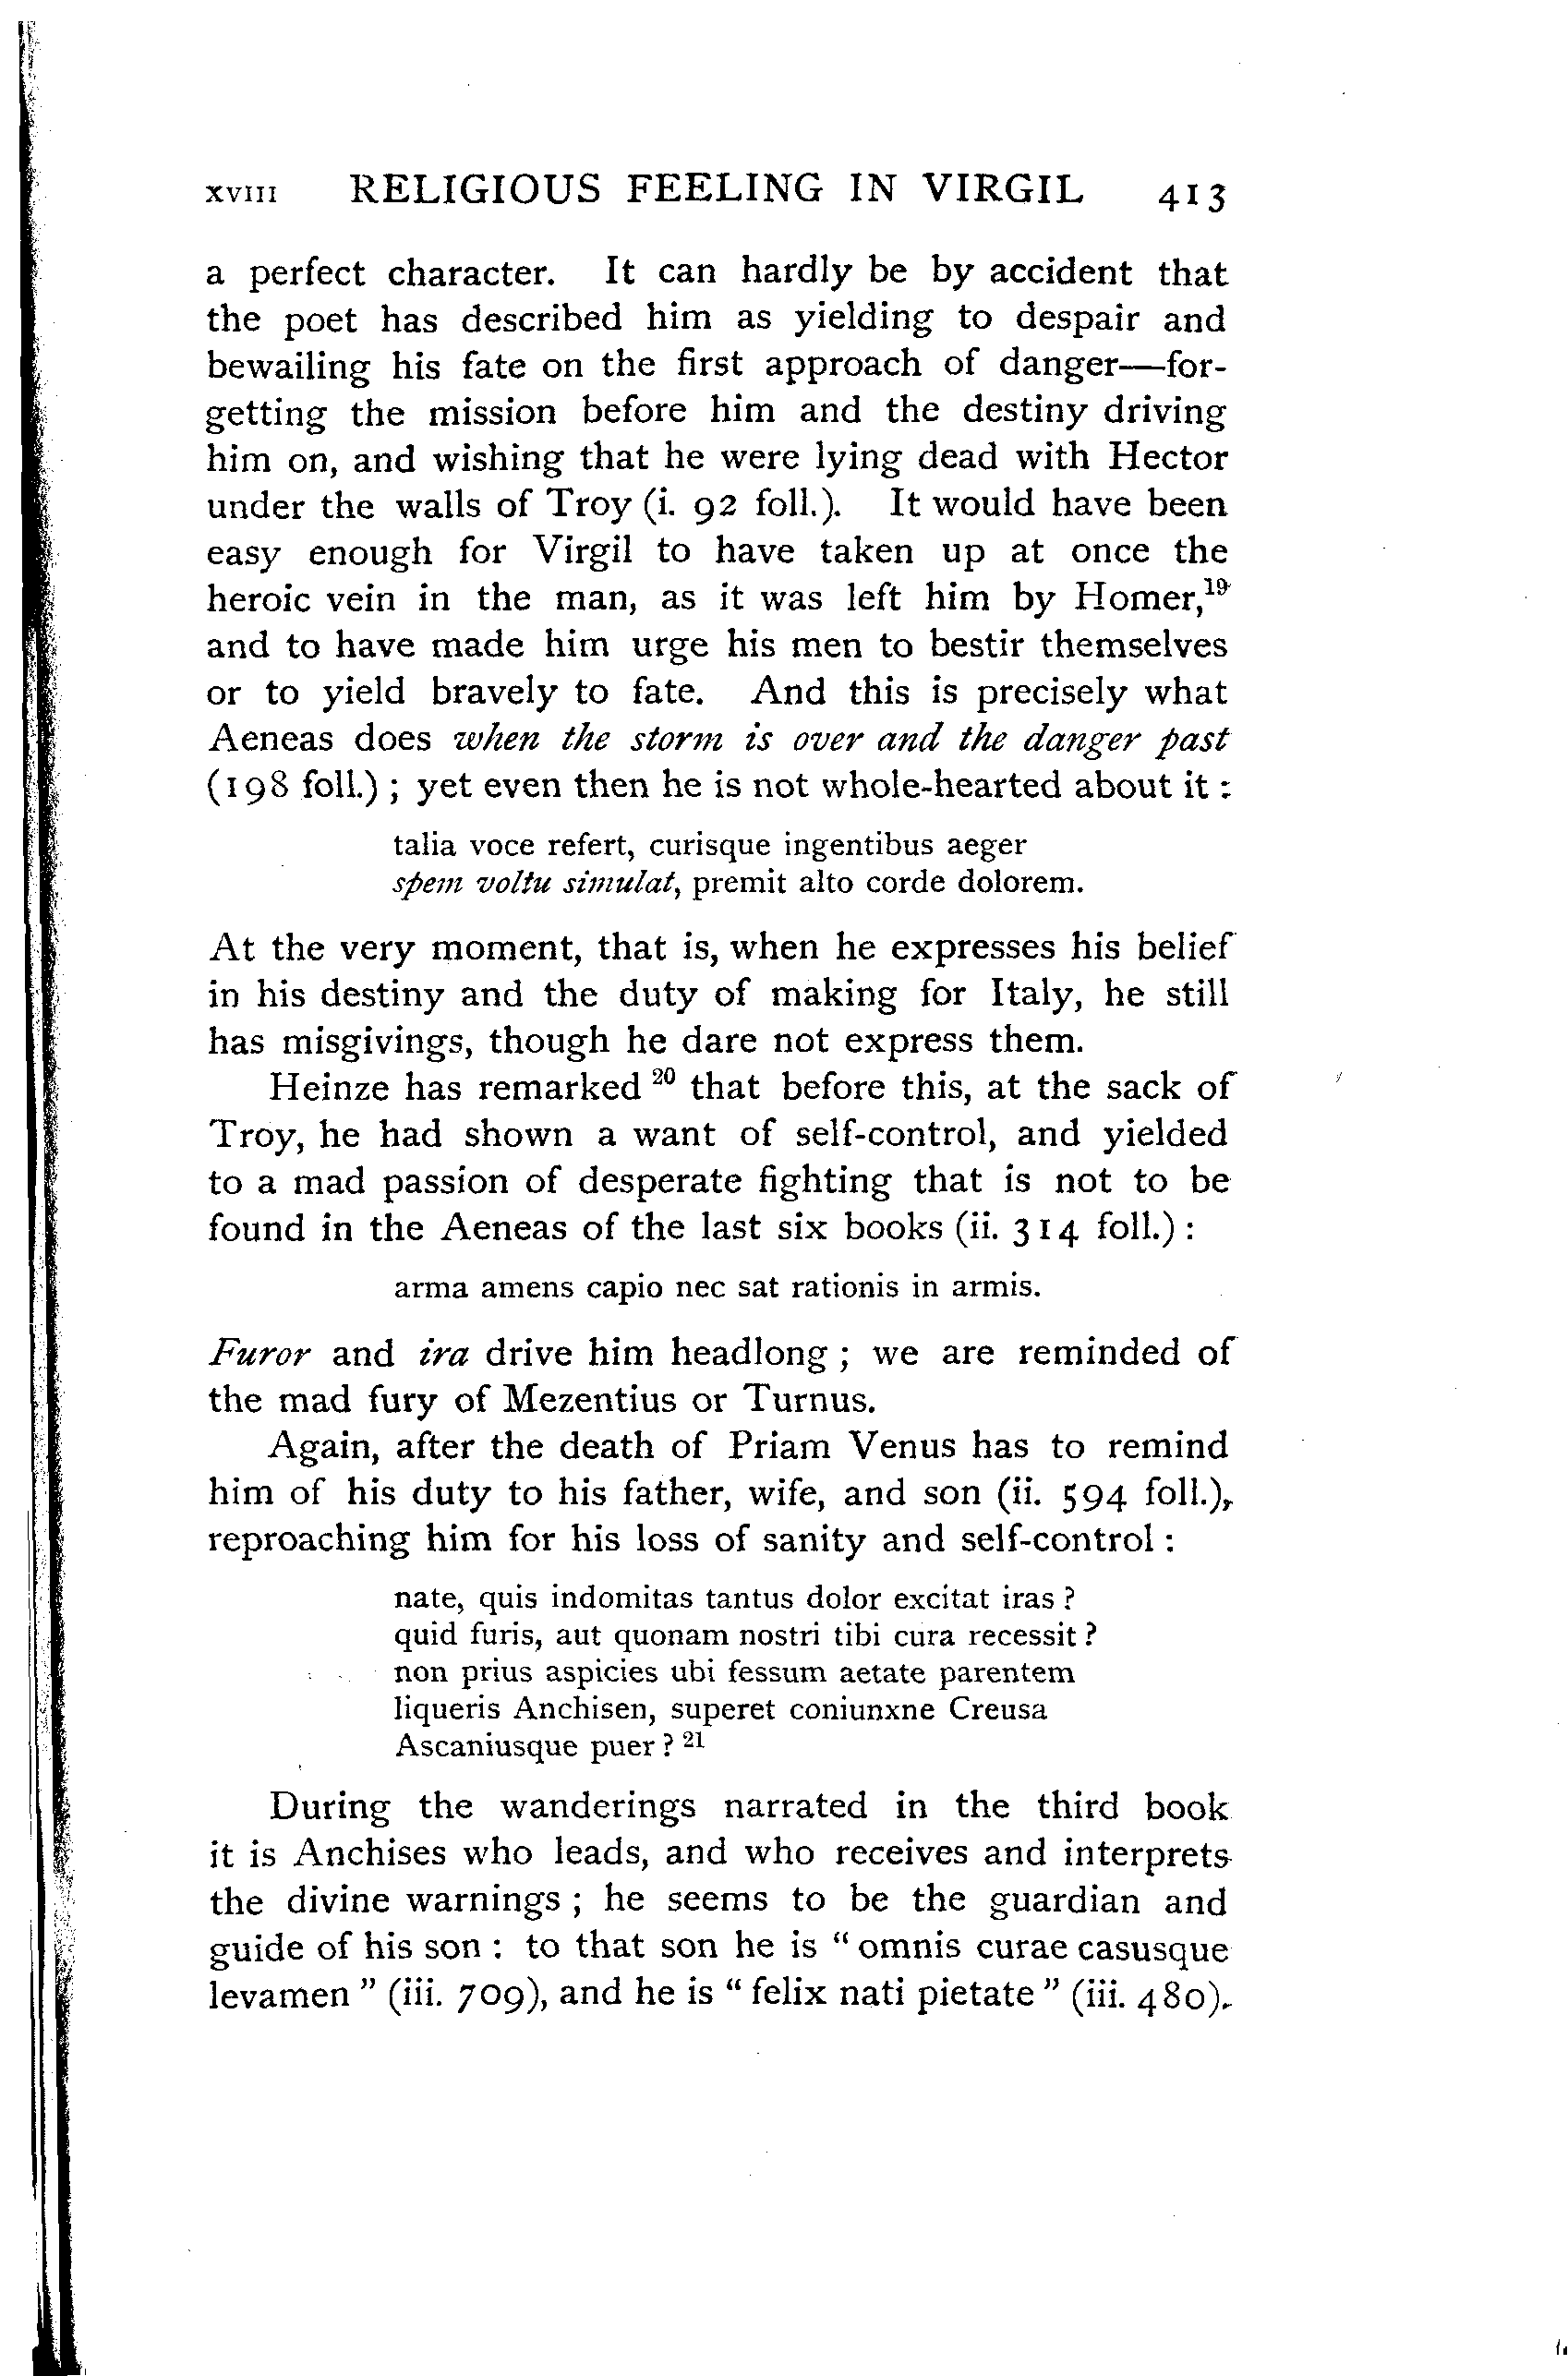 XVIII RELIGIOUS FEELING IN VIRGIL 413
a perfect character. It can hardly be by accident that
the poet has described him as yielding to despair and
bewailing his fate on the first approach of danger—for-
getting the mission before him and the destiny driving
him on, and wishing that he were lying dead with Hector
under the walls of Troy (i. 92 foll.). It would have been
easy enough for Virgil to have taken up at once the
heroic vein in the man, as it was left him by Homer,¹⁹
and to have made him urge his men to bestir themselves
or to yield bravely to fate. And this is precisely what
Aeneas does when the storm is over and the danger past
(198 foll.) ; yet even then he is not whole-hearted about it :
talia voce refert, curisque ingentibus aeger
spem voltu simulat, premit alto corde dolorem.
At the very moment, that is, when he expresses his belief
in his destiny and the duty of making for Italy, he still
has misgivings, though he dare not express them.
Heinze has remarked ²⁰ that before this, at the sack of
Troy, he had shown a want of self-control, and yielded
to a mad passion of desperate fighting that is not to be
found in the Aeneas of the last six books (ii. 314 foll.) :
arma amens capio nec sat rationis in armis.
Furor and ira drive him headlong ; we are reminded of
the mad fury of Mezentius or Turnus.
Again, after the death of Priam Venus has to remind
him of his duty to his father, wife, and son (ii. 594 foll.),
reproaching him for his loss of sanity and self-control :
nate, quis indomitas tantus dolor excitat iras ?
quid furis, aut quonam nostri tibi cura recessit ?
non prius aspicies ubi fessum aetate parentem
liqueris Anchisen, superet coniunxne Creusa
Ascaniusque puer ? ²¹
During the wanderings narrated in the third book
it is Anchises who leads, and who receives and interprets
the divine warnings ; he seems to be the guardian and
guide of his son : to that son he is " omnis curae casusque
levamen " (iii. 709), and he is " felix nati pietate " (iii. 480).